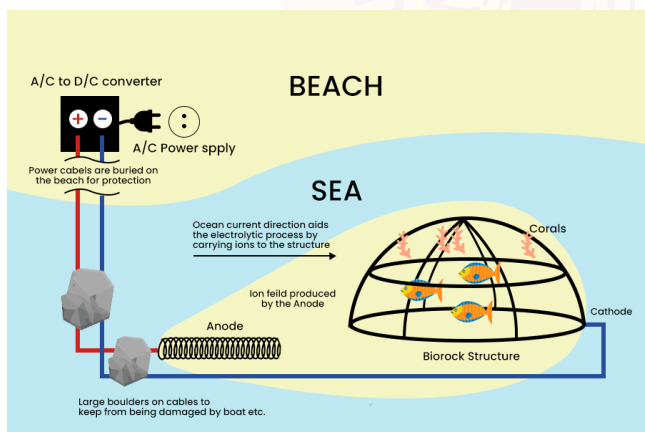 BEACH
A/C to D/C converter
+ −
A/C Power spply
Power cabels are buried on
the beach for protection
SEA
Ocean current direction aids
the electrolytic process by
carrying ions to the structure
Corals
Ion feild produced
by the Anode
Cathode
Anode
Biorock Structure
Large boulders on cables to
keep from being damaged by boat etc.